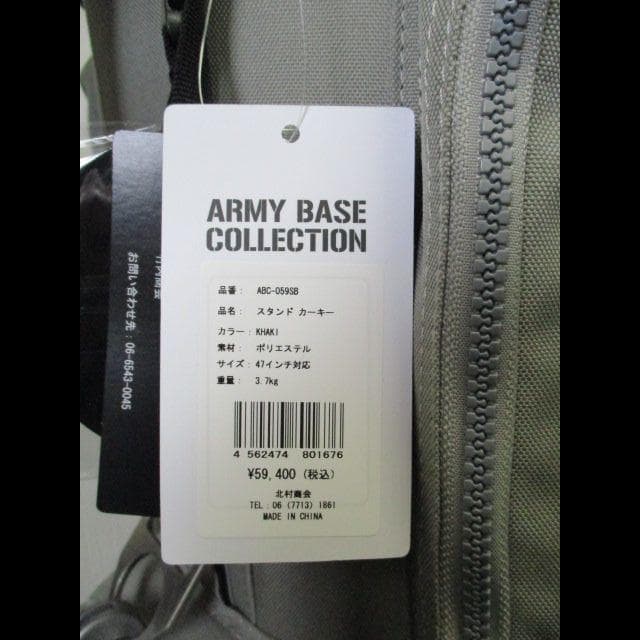 ARMY BASE
COLLECTION
品番： ABC-059SB
品名： スタンド カーキー
カラー：KHAKI
素材： ポリエステル
サイズ：47インチ対応
重量： 3.7kg
4 562474 801676
¥59,400（税込）
北村商会
TEL：06 (7713) 1861
MADE IN CHINA
お問い合わせ先：06-6543-0045